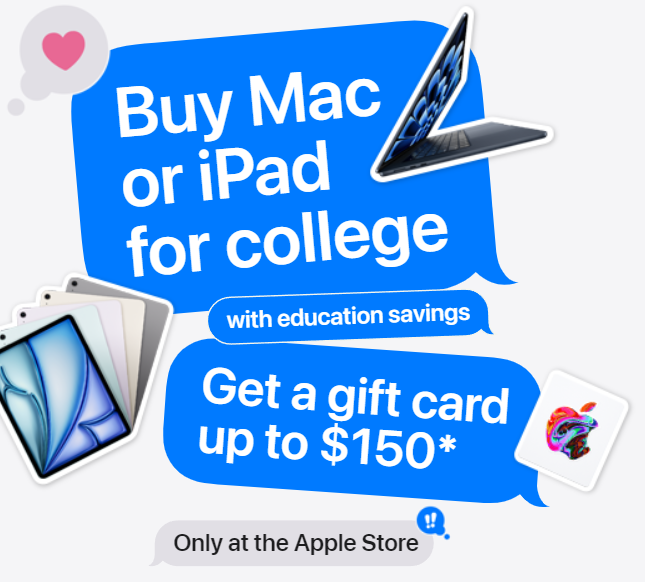 Buy Mac
or iPad
for college
with education savings
Get a gift card
up to $150*
Only at the Apple Store
!!